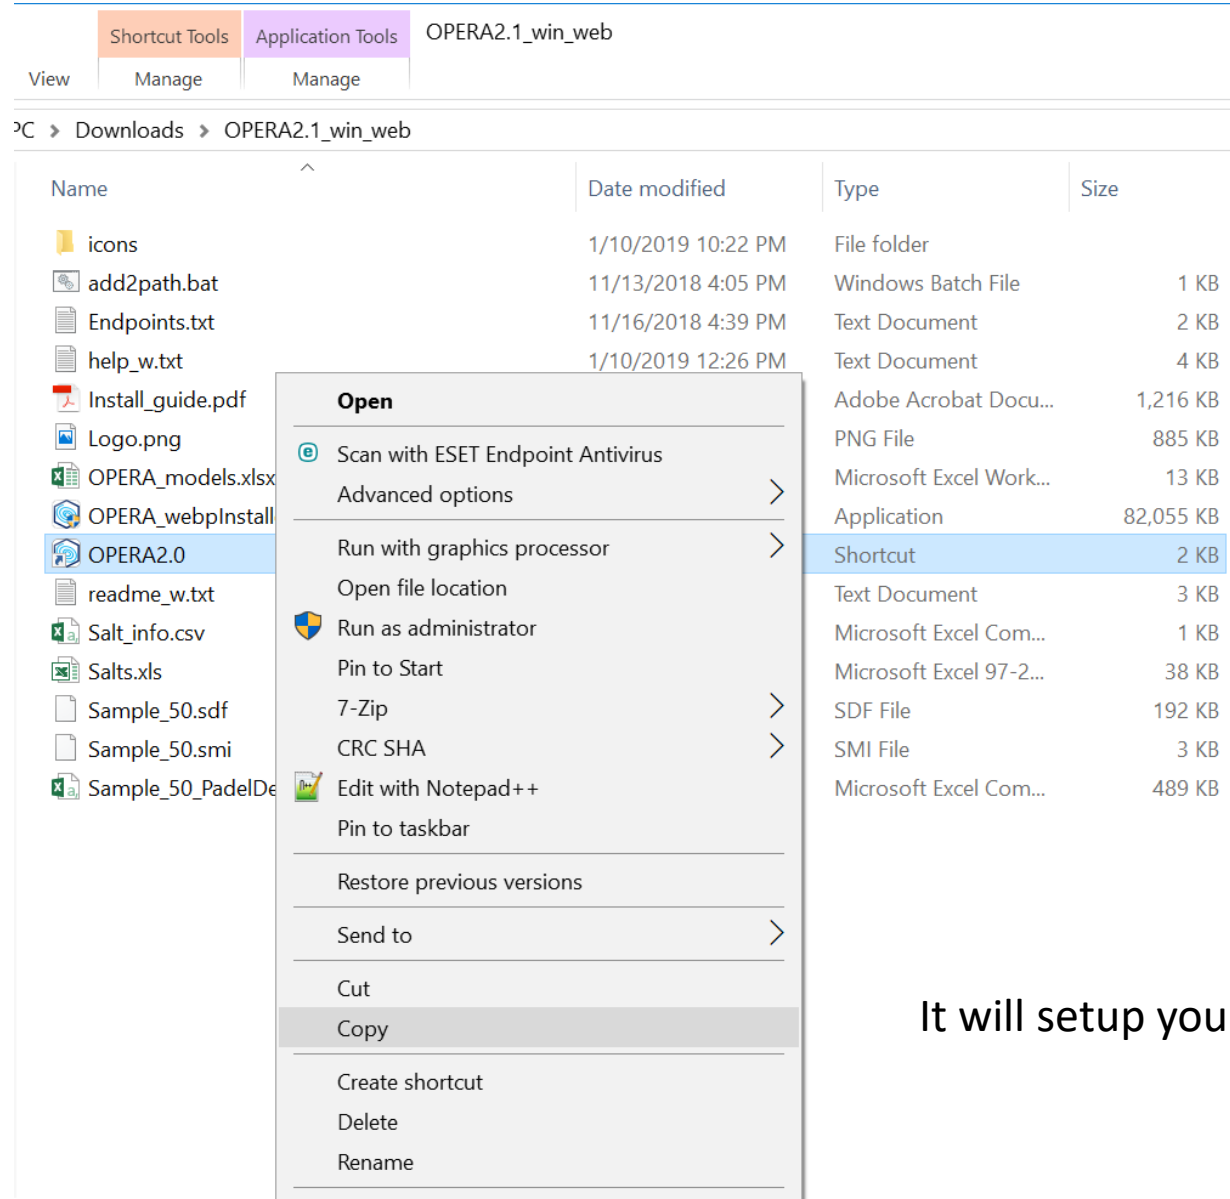 Shortcut Tools Application Tools OPERA2.1_win_web
View Manage Manage
PC > Downloads > OPERA2.1_win_web
Name Date modified Type Size
icons 1/10/2019 10:22 PM File folder
add2path.bat 11/13/2018 4:05 PM Windows Batch File 1 KB
Endpoints.txt 11/16/2018 4:39 PM Text Document 2 KB
help_w.txt 1/10/2019 12:26 PM Text Document 4 KB
Install_guide.pdf Adobe Acrobat Docu... 1,216 KB
Logo.png PNG File 885 KB
OPERA_models.xlsx Microsoft Excel Work... 13 KB
OPERA_webpInstall Application 82,055 KB
OPERA2.0 Shortcut 2 KB
readme_w.txt Text Document 3 KB
Salt_info.csv Microsoft Excel Com... 1 KB
Salts.xls Microsoft Excel 97-2... 38 KB
Sample_50.sdf SDF File 192 KB
Sample_50.smi SMI File 3 KB
Sample_50_PadelDe Microsoft Excel Com... 489 KB
Open
Scan with ESET Endpoint Antivirus
Advanced options
Run with graphics processor
Open file location
Run as administrator
Pin to Start
7-Zip
CRC SHA
Edit with Notepad++
Pin to taskbar
Restore previous versions
Send to
Cut
Copy
Create shortcut
Delete
Rename
It will setup you